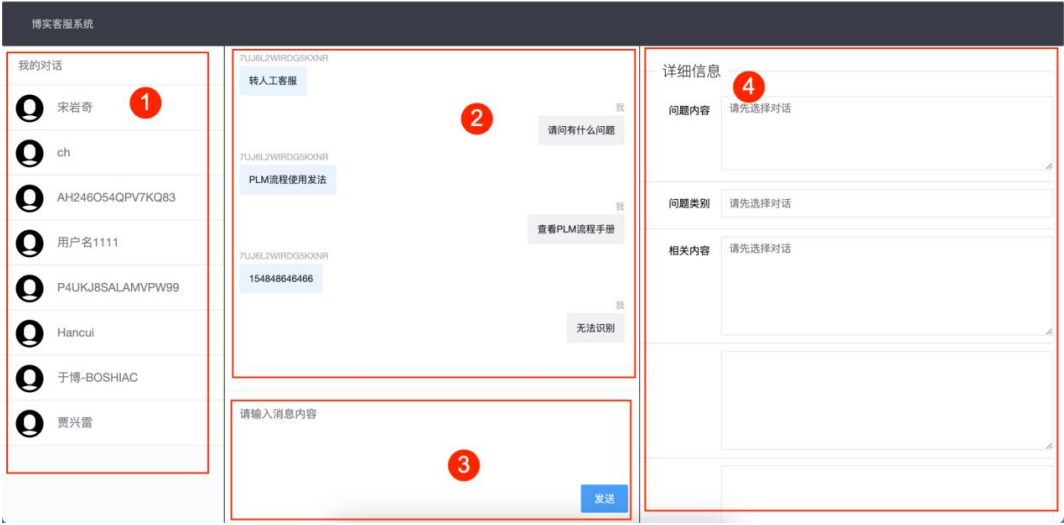 博实客服系统
我的对话
1
宋岩奇
ch
AH246O54QPV7KQ83
用户名1111
P4UKJ8SALAMVPW99
Hancui
于博-BOSHIAC
贾兴雷
7UJ6L2WIRDG5KXNR
转人工客服
2
我
请问有什么问题
7UJ6L2WIRDG5KXNR
PLM流程使用发法
我
查看PLM流程手册
7UJ6L2WIRDG5KXNR
154848646466
我
无法识别
请输入消息内容
3
发送
详细信息
4
问题内容 请先选择对话
问题类别 请先选择对话
相关内容 请先选择对话